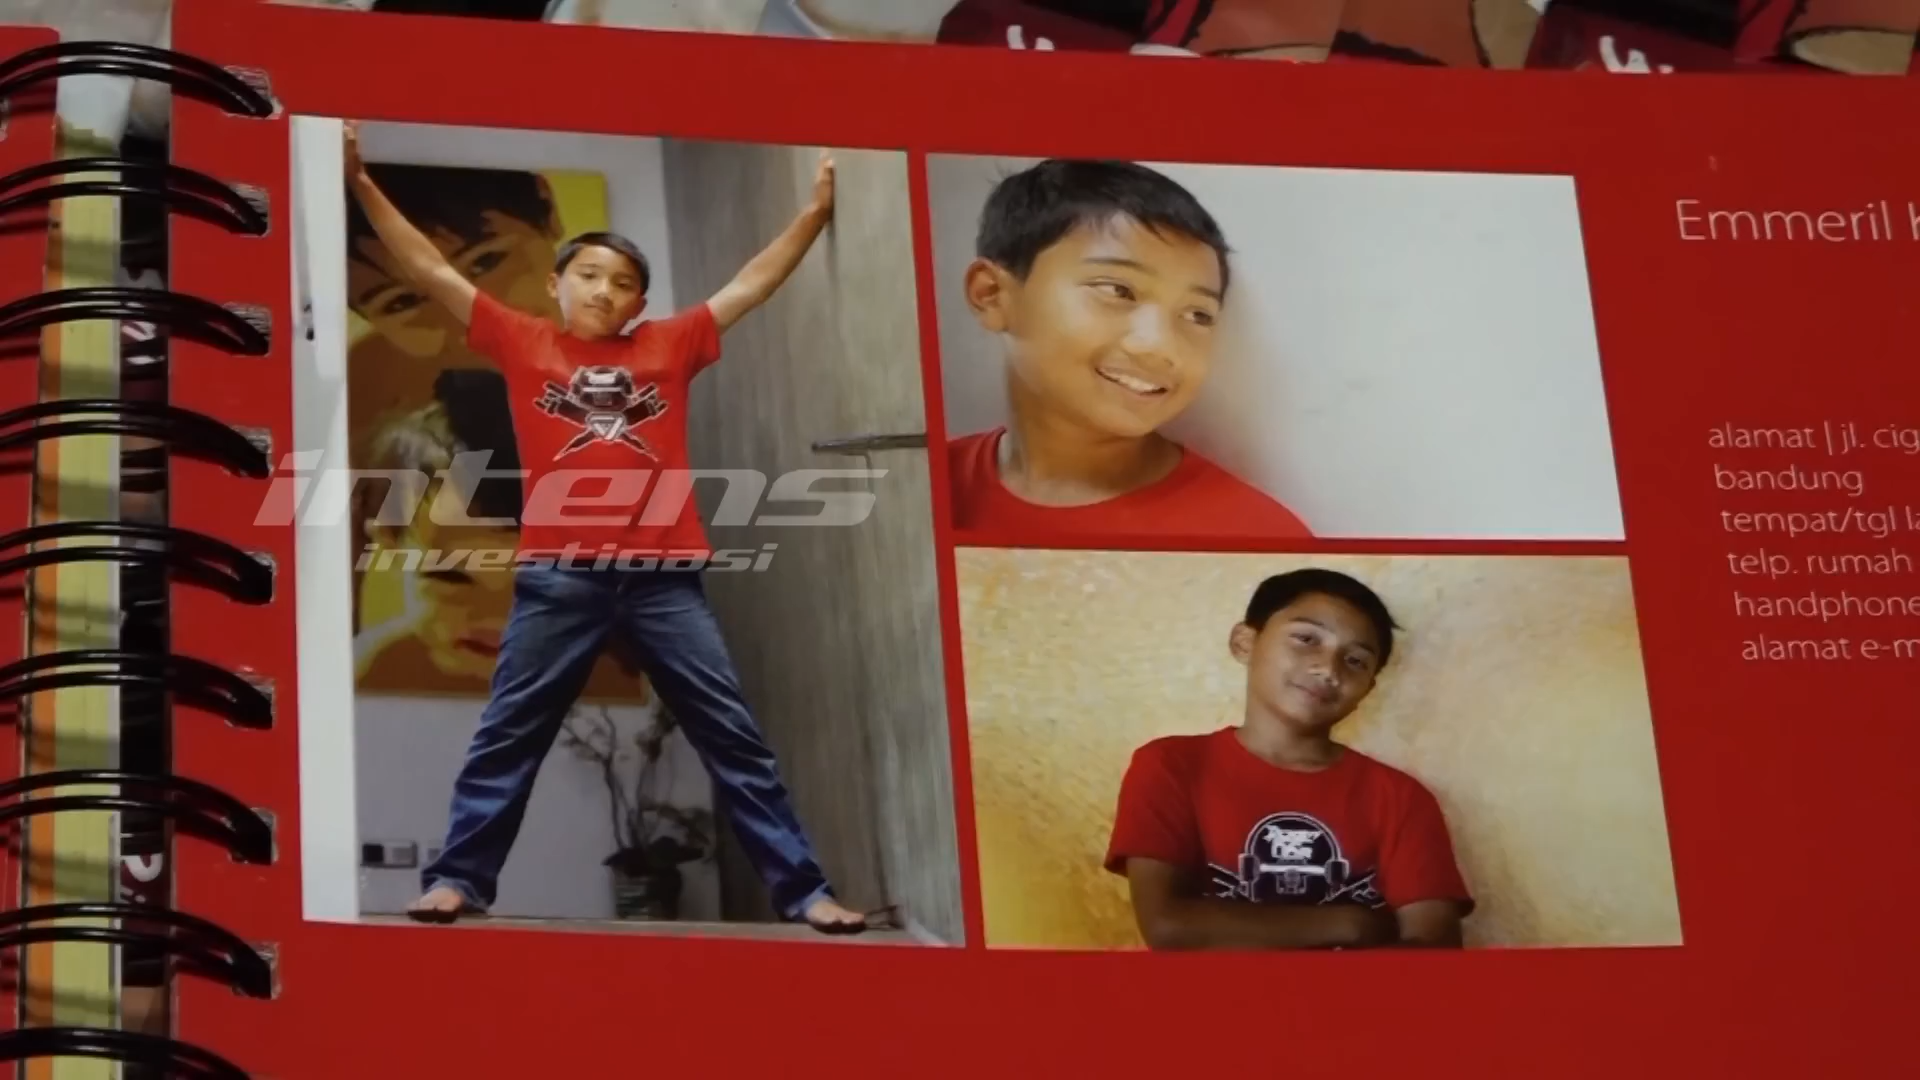 Emmeril
alamat | jl. cig
bandung
tempat/tgl la
telp. rumah
handphone
alamat e-m
intens
investigasi